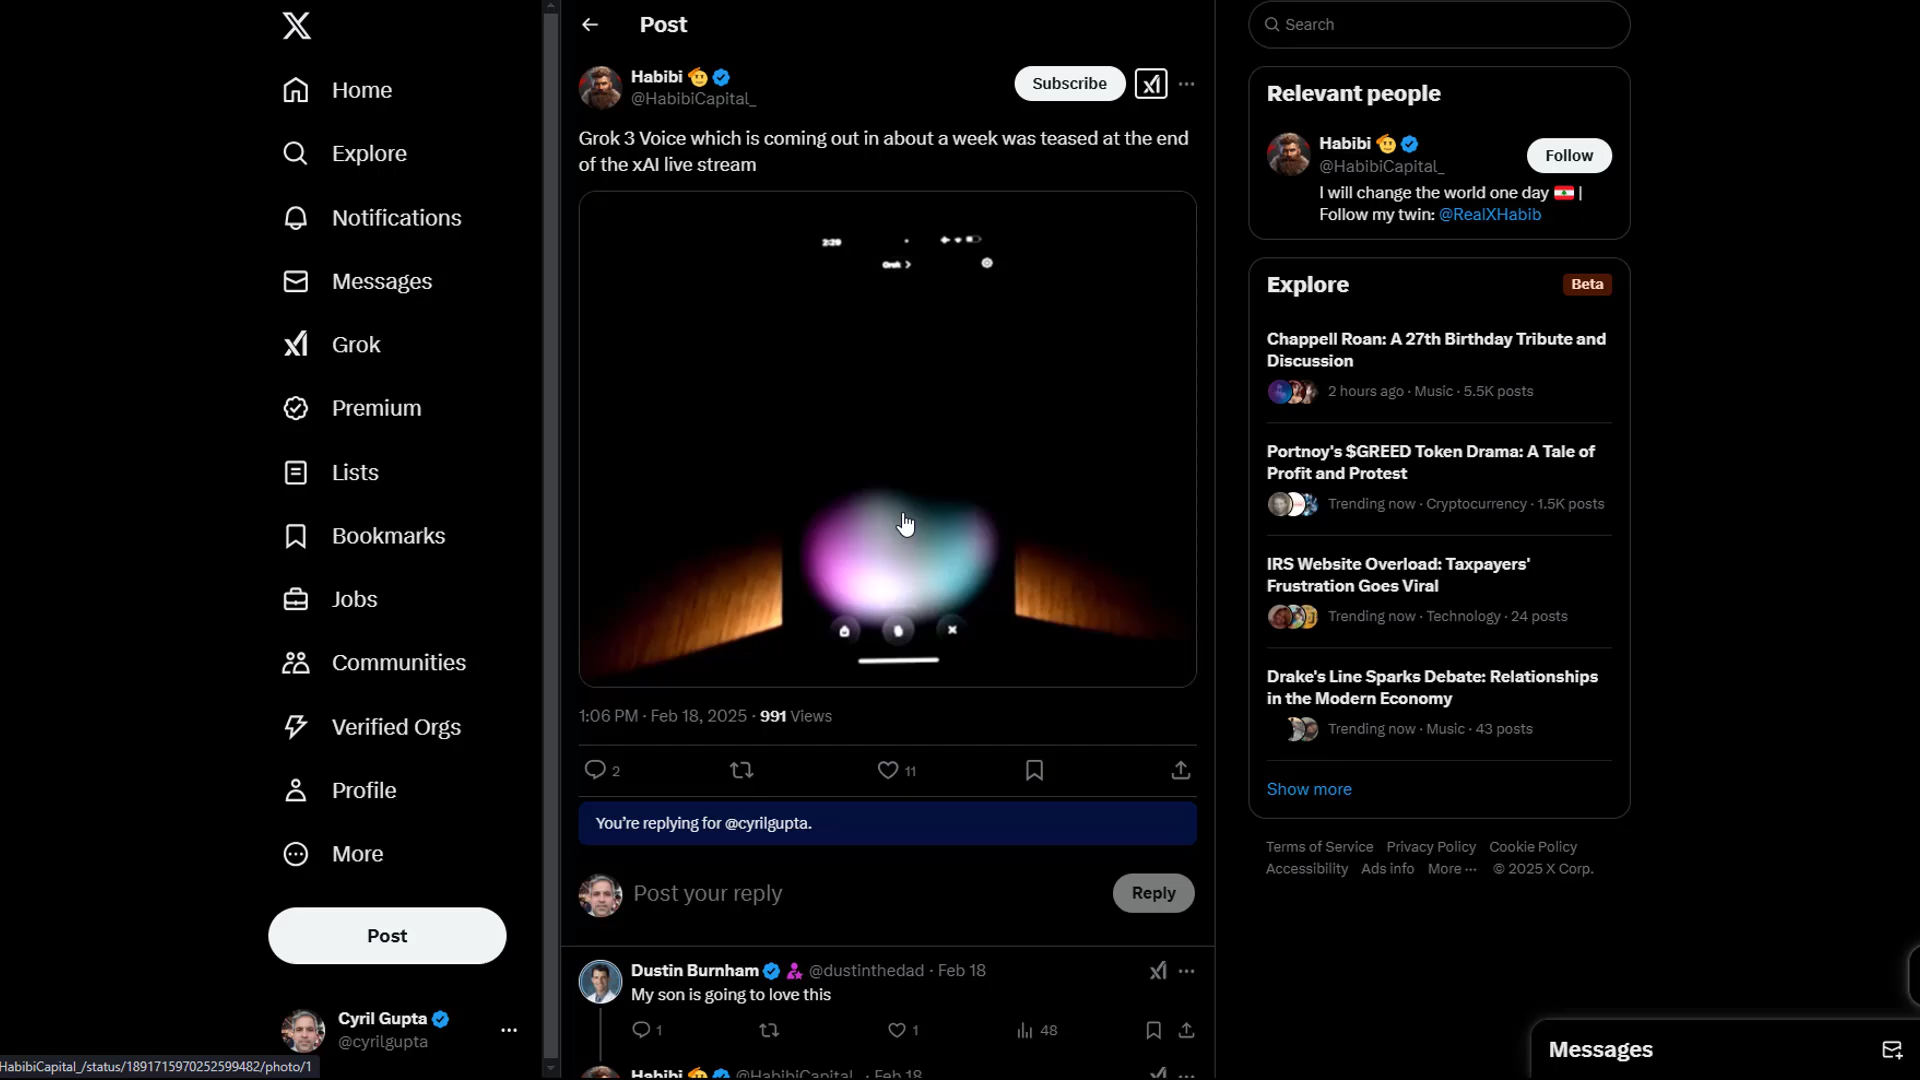 Home
Explore
Notifications
Messages
Grok
Premium
Lists
Bookmarks
Jobs
Communities
Verified Orgs
Profile
More
Post
Cyril Gupta
@cyrilgupta
HabibiCapital_/status/1891715970252599482/photo/1
Post
Habibi
@HabibiCapital_
Subscribe
Grok 3 Voice which is coming out in about a week was teased at the end
of the xAI live stream
2:29
Grok >
1:06 PM · Feb 18, 2025 · 991 Views
2
11
You're replying for @cyrilgupta.
Post your reply
Reply
Dustin Burnham @dustinthedad · Feb 18
My son is going to love this
1
1
48
Habibi @HabibiCapital_ · Feb 18
Search
Relevant people
Habibi
@HabibiCapital_
Follow
I will change the world one day 🇱🇧 |
Follow my twin: @RealXHabib
Explore
Beta
Chappell Roan: A 27th Birthday Tribute and
Discussion
2 hours ago · Music · 5.5K posts
Portnoy's $GREED Token Drama: A Tale of
Profit and Protest
Trending now · Cryptocurrency · 1.5K posts
IRS Website Overload: Taxpayers'
Frustration Goes Viral
Trending now · Technology · 24 posts
Drake's Line Sparks Debate: Relationships
in the Modern Economy
Trending now · Music · 43 posts
Show more
Terms of Service Privacy Policy Cookie Policy
Accessibility Ads info More ··· © 2025 X Corp.
Messages